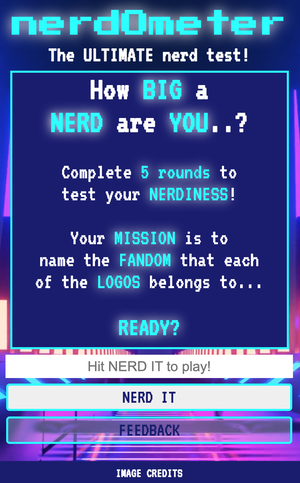 nerdOmeter
The ULTIMATE nerd test!
How BIG a
NERD are YOU..?
Complete 5 rounds to
test your NERDINESS!
Your MISSION is to
name the FANDOM that each
of the LOGOS belongs to...
READY?
Hit NERD IT to play!
NERD IT
FEEDBACK
IMAGE CREDITS